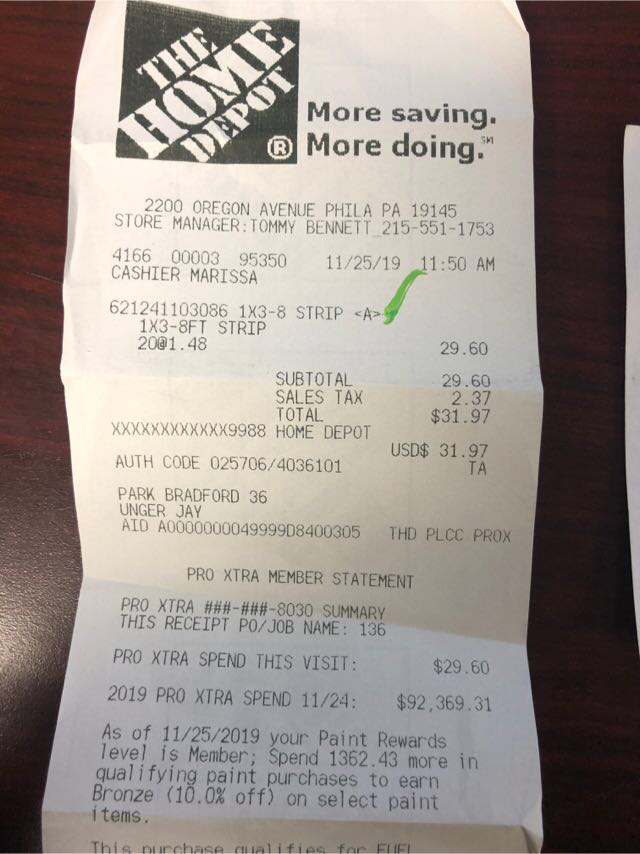 THE
HOME
DEPOT
®
More saving.
More doing.℠
2200 OREGON AVENUE PHILA PA 19145
STORE MANAGER:TOMMY BENNETT 215-551-1753
4166 00003 95350 11/25/19 11:50 AM
CASHIER MARISSA
621241103086 1X3-8 STRIP <A>
1X3-8FT STRIP
20@1.48 29.60
SUBTOTAL 29.60
SALES TAX 2.37
TOTAL $31.97
XXXXXXXXXXXX9988 HOME DEPOT
USD$ 31.97
AUTH CODE 025706/4036101 TA
PARK BRADFORD 36
UNGER JAY
AID A0000000049999D8400305 THD PLCC PROX
PRO XTRA MEMBER STATEMENT
PRO XTRA ###-###-8030 SUMMARY
THIS RECEIPT PO/JOB NAME: 136
PRO XTRA SPEND THIS VISIT: $29.60
2019 PRO XTRA SPEND 11/24: $92,369.31
As of 11/25/2019 your Paint Rewards
level is Member; Spend 1362.43 more in
qualifying paint purchases to earn
Bronze (10.0% off) on select paint
items.
This purchase qualifies for FUEL